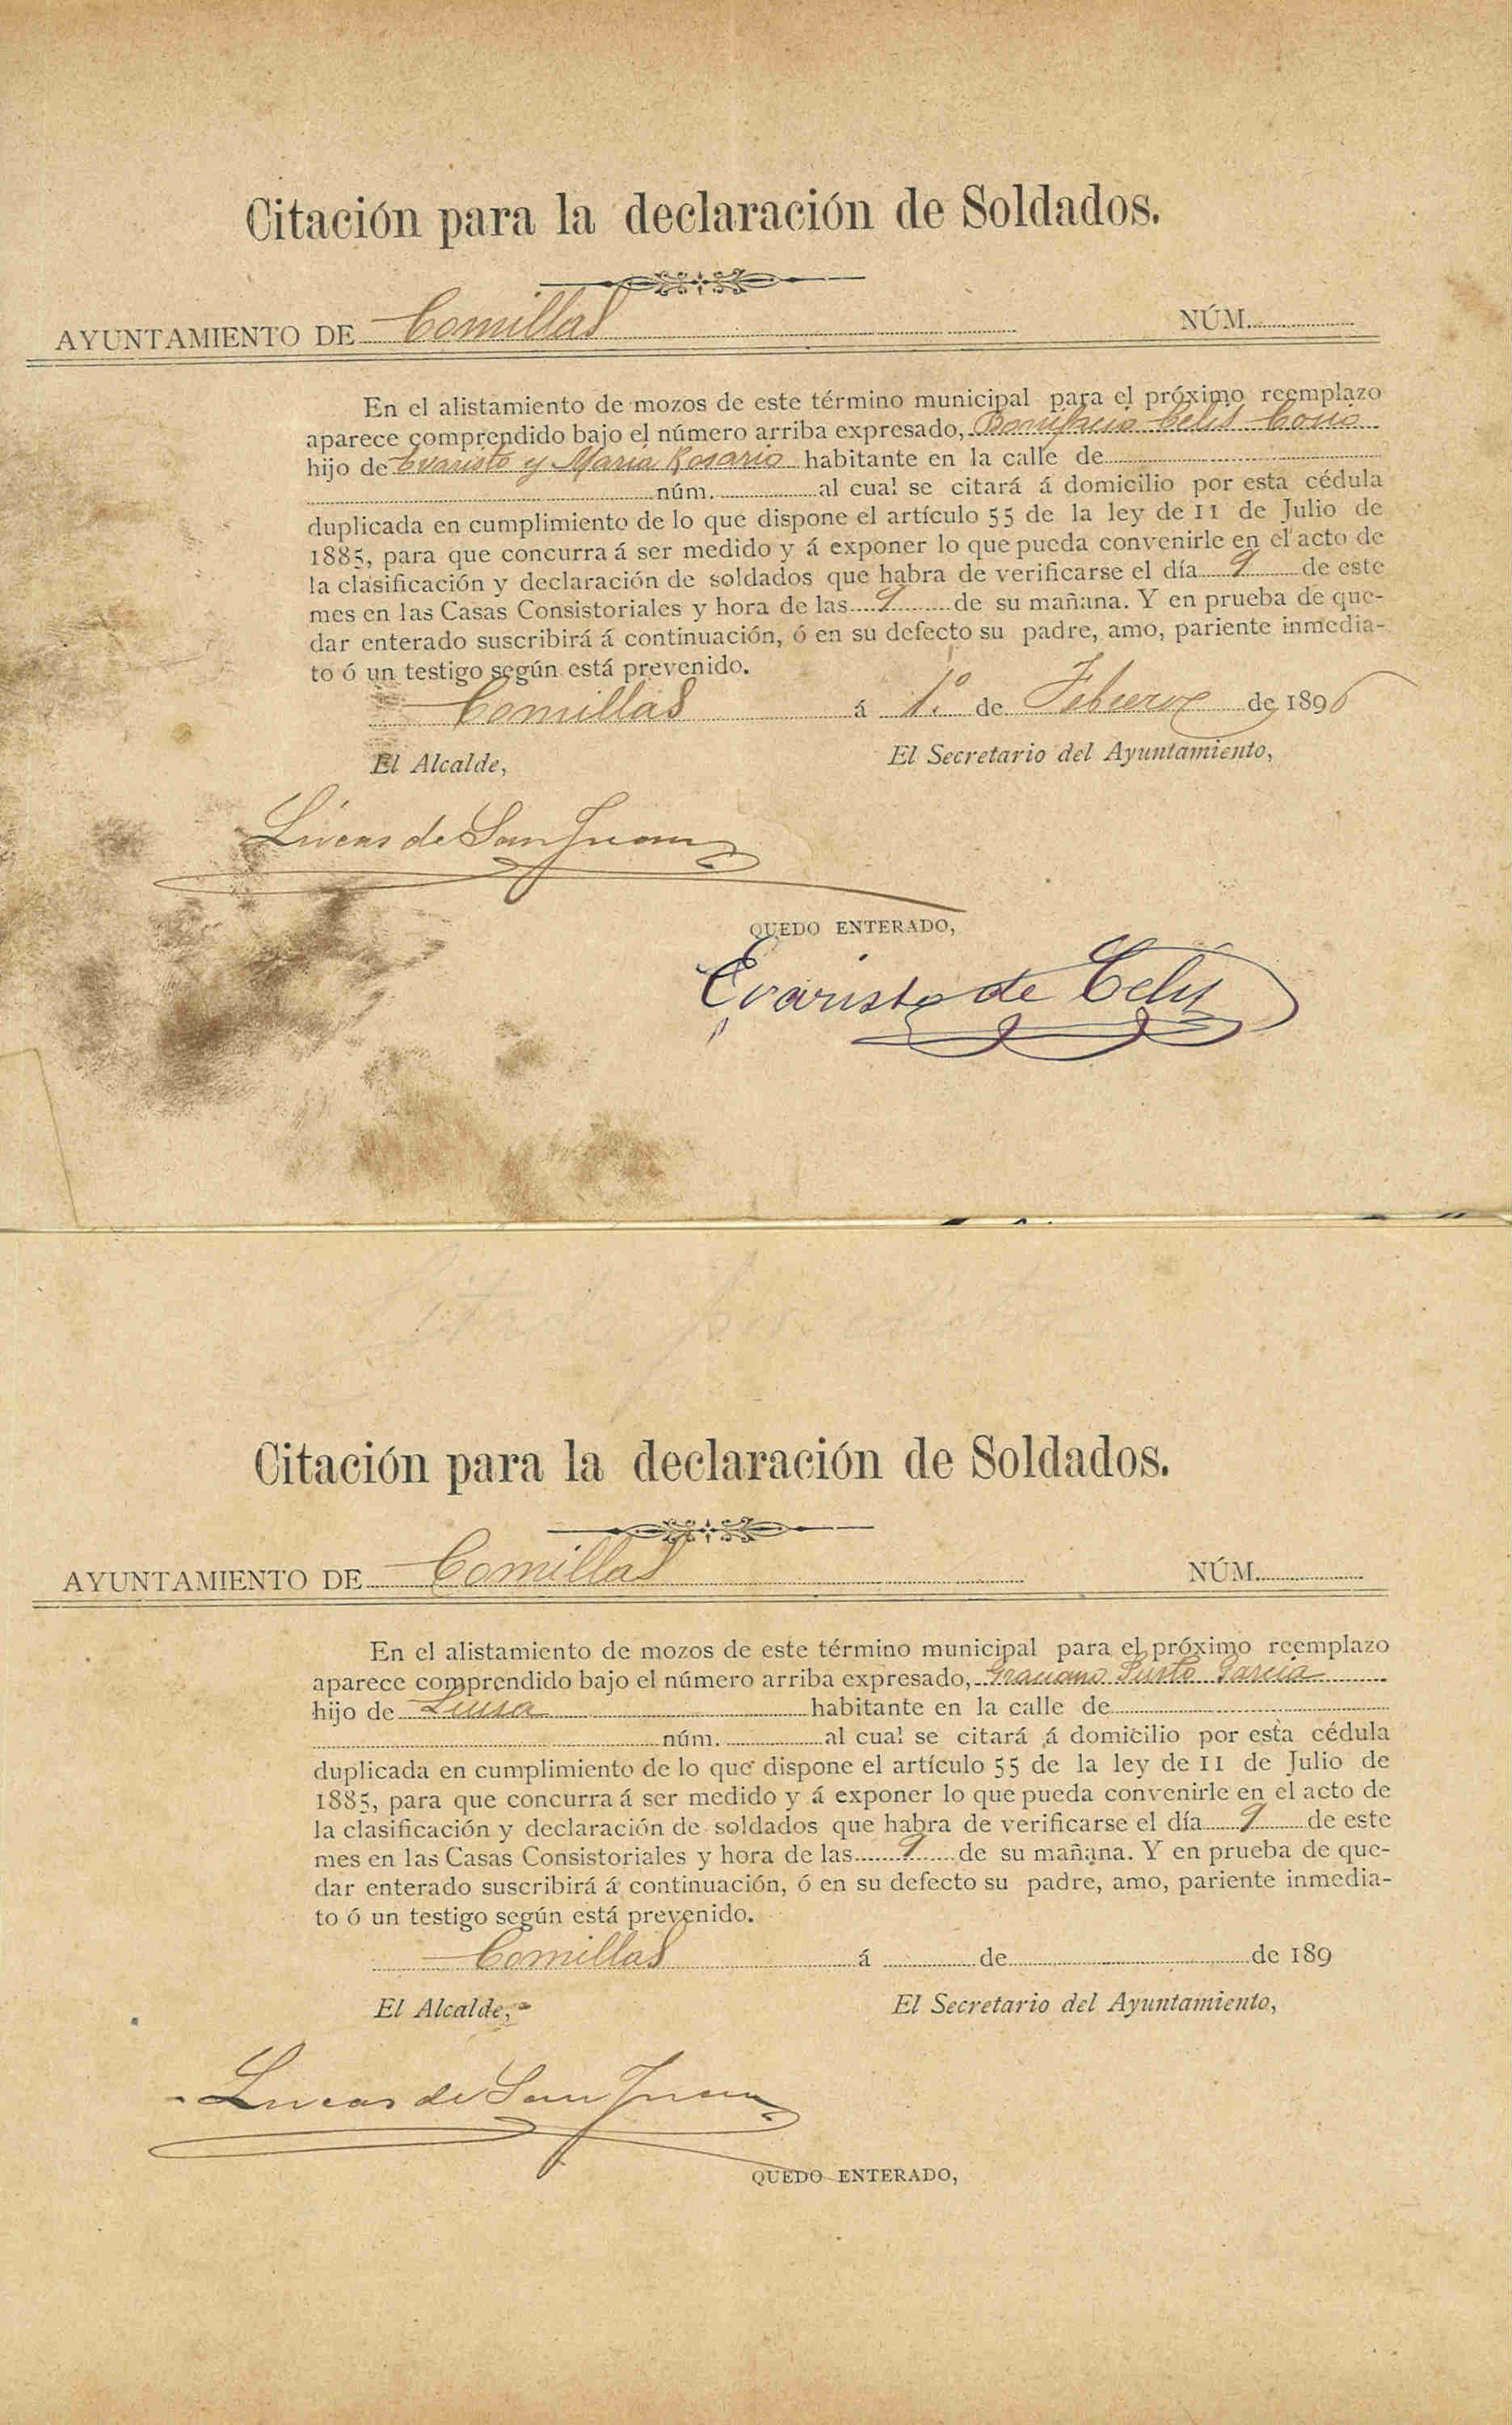 Citación para la declaración de Soldados.
AYUNTAMIENTO DE Comillas NÚM.
En el alistamiento de mozos de este término municipal para el próximo reemplazo
aparece comprendido bajo el número arriba expresado, Bonifacio Celis
hijo de Evaristo y Maria Rosario habitante en la calle de
núm. al cual se citará á domicilio por esta cédula
duplicada en cumplimiento de lo que dispone el artículo 55 de la ley de 11 de Julio de
1885, para que concurra á ser medido y á exponer lo que pueda convenirle en el acto de
la clasificación y declaración de soldados que habra de verificarse el día 9 de este
mes en las Casas Consistoriales y hora de las 9 de su mañana. Y en prueba de que-
dar enterado suscribirá á continuación, ó en su defecto su padre, amo, pariente inmedia-
to ó un testigo según está prevenido.
Comillas á 1.º de Febrero de 1896
El Alcalde, El Secretario del Ayuntamiento,
Lucas de San Juan
QUEDO ENTERADO,
Evaristo de Celis
Citación para la declaración de Soldados.
AYUNTAMIENTO DE Comillas NÚM.
En el alistamiento de mozos de este término municipal para el próximo reemplazo
aparece comprendido bajo el número arriba expresado, Graciano Justo Garcia
hijo de Luisa habitante en la calle de
núm. al cual se citará á domicilio por esta cédula
duplicada en cumplimiento de lo que dispone el artículo 55 de la ley de 11 de Julio de
1885, para que concurra á ser medido y á exponer lo que pueda convenirle en el acto de
la clasificación y declaración de soldados que habra de verificarse el día 9 de este
mes en las Casas Consistoriales y hora de las 9 de su mañana. Y en prueba de que-
dar enterado suscribirá á continuación, ó en su defecto su padre, amo, pariente inmedia-
to ó un testigo según está prevenido.
Comillas á de de 189
El Alcalde, El Secretario del Ayuntamiento,
Lucas de San Juan
QUEDO ENTERADO,